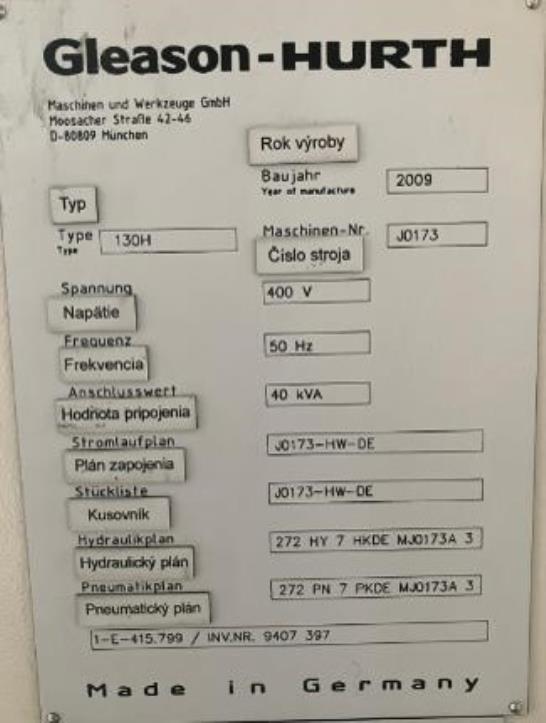 Gleason-HURTH
Maschinen und Werkzeuge GmbH
Moosacher Straße 42-46
D-80809 München
Rok výroby
Baujahr
Year of manufacture
2009
Typ
Type
Type
130H
Maschinen-Nr.
J0173
Číslo stroja
Spannung
400 V
Napätie
Frequenz
50 Hz
Frekvencia
Anschlusswert
40 kVA
Hodnota pripojenia
Stromlaufplan
J0173-HW-DE
Plán zapojenia
Stückliste
J0173-HW-DE
Kusovník
Hydraulikplan
272 HY 7 HKDE MJ0173A 3
Hydraulický plán
Pneumatikplan
272 PN 7 PKDE MJ0173A 3
Pneumatický plán
1-E-415.799 / INV.NR. 9407 397
Made in Germany